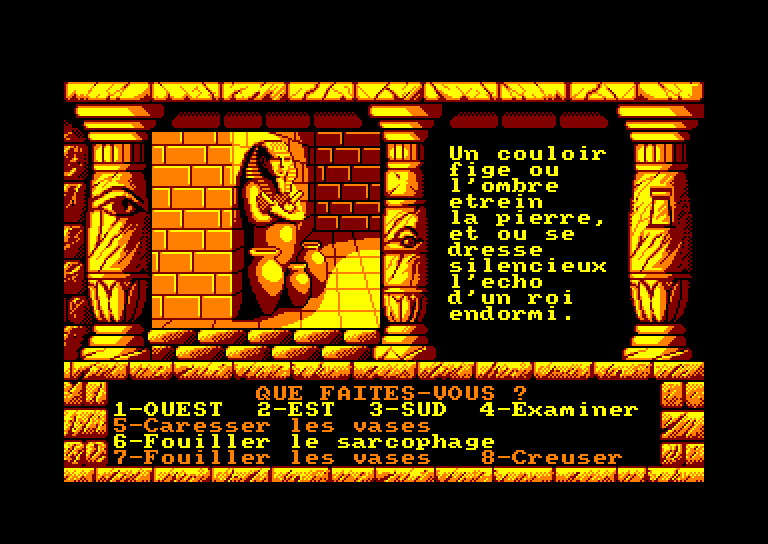 Un couloir
fige ou
l'ombre
etrein
la pierre,
et ou se
dresse
silencieux
l'echo
d'un roi
endormi.
QUE FAITES-VOUS ?
1-OUEST 2-EST 3-SUD 4-Examiner
5-Caresser les vases
6-Fouiller le sarcophage
7-Fouiller les vases 8-Creuser